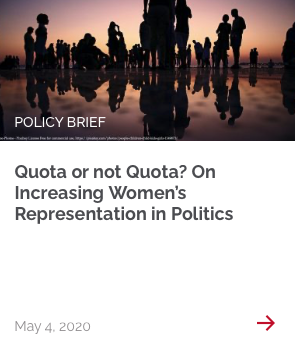 POLICY BRIEF
Quota or not Quota? On
Increasing Women's
Representation in Politics
May 4, 2020